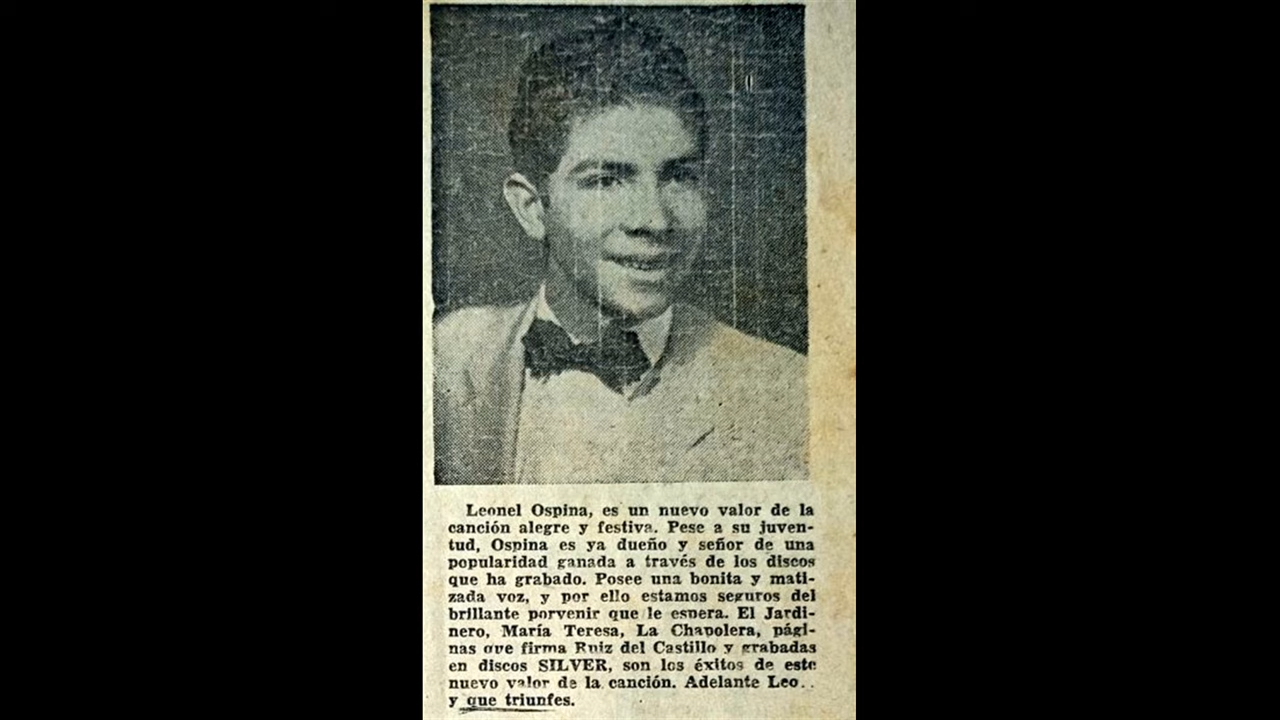 Leonel Ospina, es un nuevo valor de la
canción alegre y festiva. Pese a su juven-
tud, Ospina es ya dueño y señor de una
popularidad ganada a través de los discos
que ha grabado. Posee una bonita y mati-
zada voz, y por ello estamos seguros del
brillante porvenir que le espera. El Jardi-
nero, María Teresa, La Chapolera, pági-
nas que firma Ruiz del Castillo y grabadas
en discos SILVER, son los éxitos de este
nuevo valor de la canción. Adelante Leo..
y que triunfes.